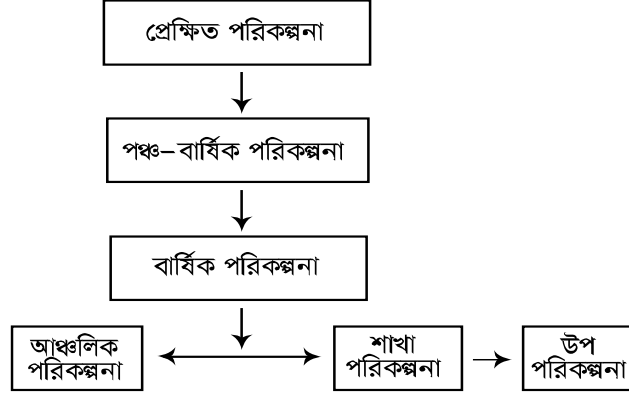 প্রেক্ষিত পরিকল্পনা
পঞ্চ-বার্ষিক পরিকল্পনা
বার্ষিক পরিকল্পনা
আঞ্চলিক
পরিকল্পনা
শাখা
পরিকল্পনা
উপ
পরিকল্পনা